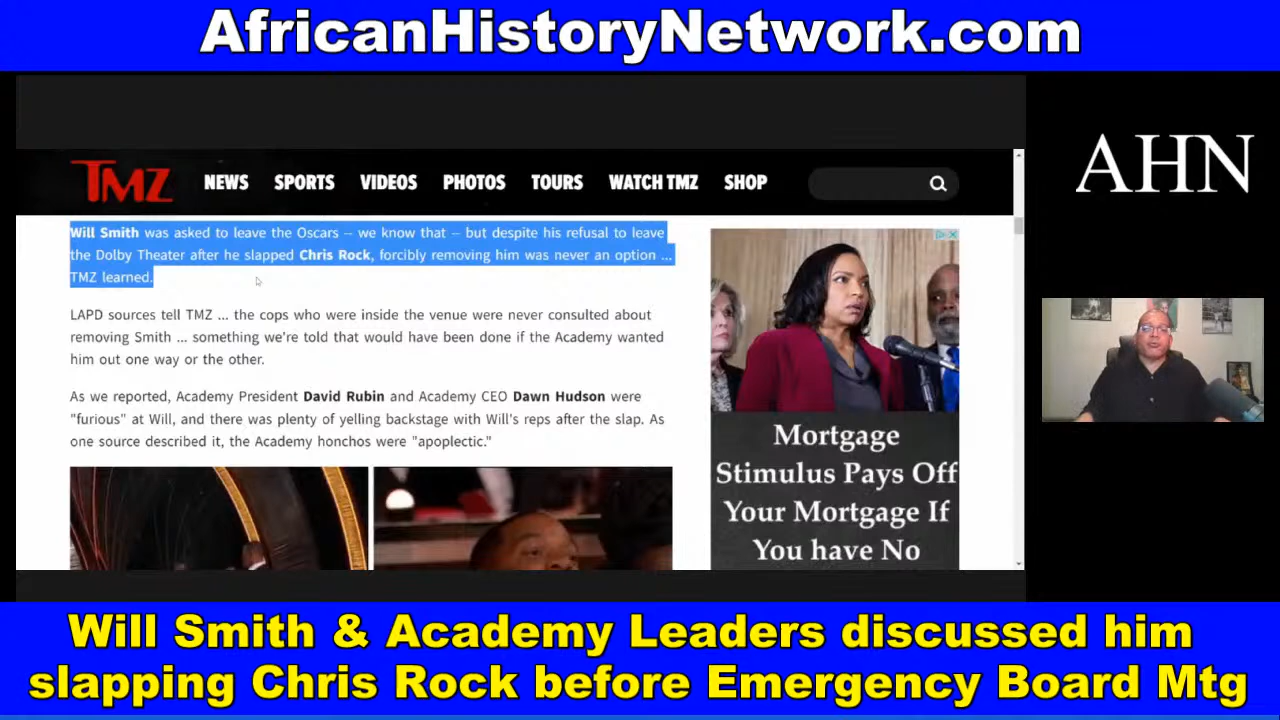 AfricanHistoryNetwork.com
TMZ
NEWS SPORTS VIDEOS PHOTOS TOURS WATCH TMZ SHOP
Will Smith was asked to leave the Oscars -- we know that -- but despite his refusal to leave
the Dolby Theater after he slapped Chris Rock, forcibly removing him was never an option ...
TMZ learned.
LAPD sources tell TMZ ... the cops who were inside the venue were never consulted about
removing Smith ... something we're told that would have been done if the Academy wanted
him out one way or the other.
As we reported, Academy President David Rubin and Academy CEO Dawn Hudson were
"furious" at Will, and there was plenty of yelling backstage with Will's reps after the slap. As
one source described it, the Academy honchos were "apoplectic."
Mortgage
Stimulus Pays Off
Your Mortgage If
You have No
AHN
Will Smith & Academy Leaders discussed him
slapping Chris Rock before Emergency Board Mtg